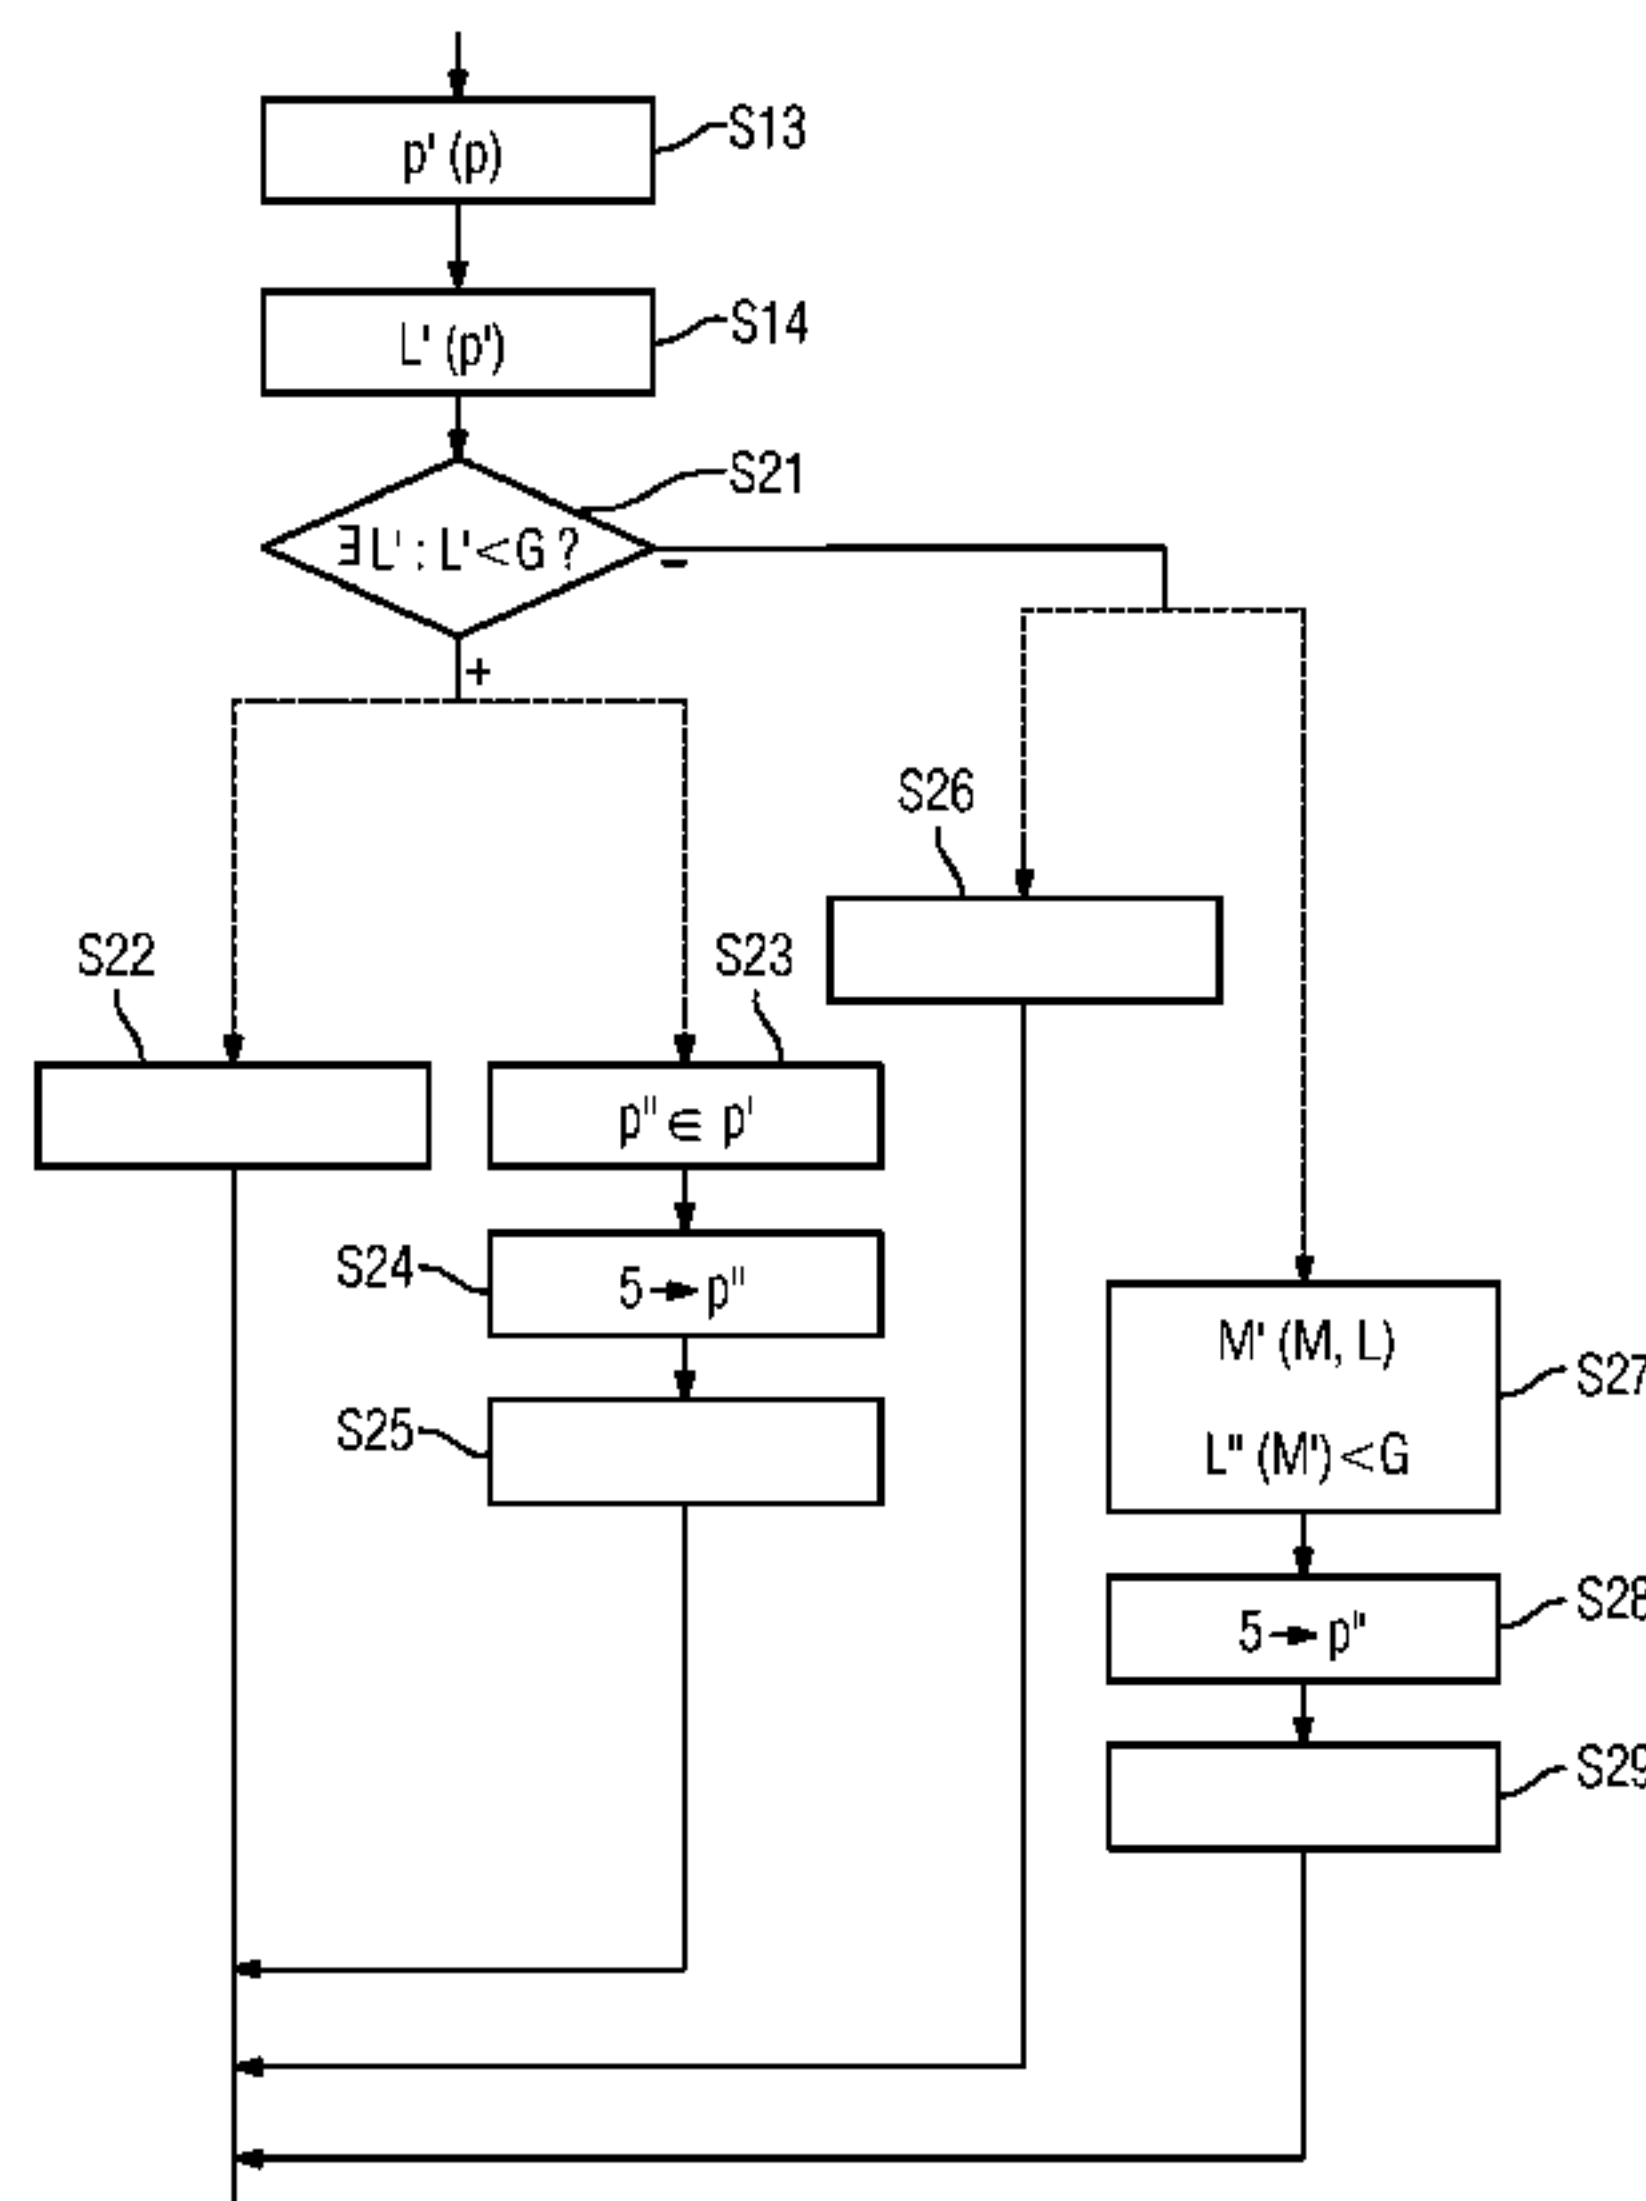 p' (p)
S13
L' (p')
S14
S21
∃ L' : L' < G ?
-
+
S26
S22
S23
p'' ∈ p'
S24
5 → p''
S25
M' (M, L)
L'' (M') < G
S27
5 → p''
S28
S29